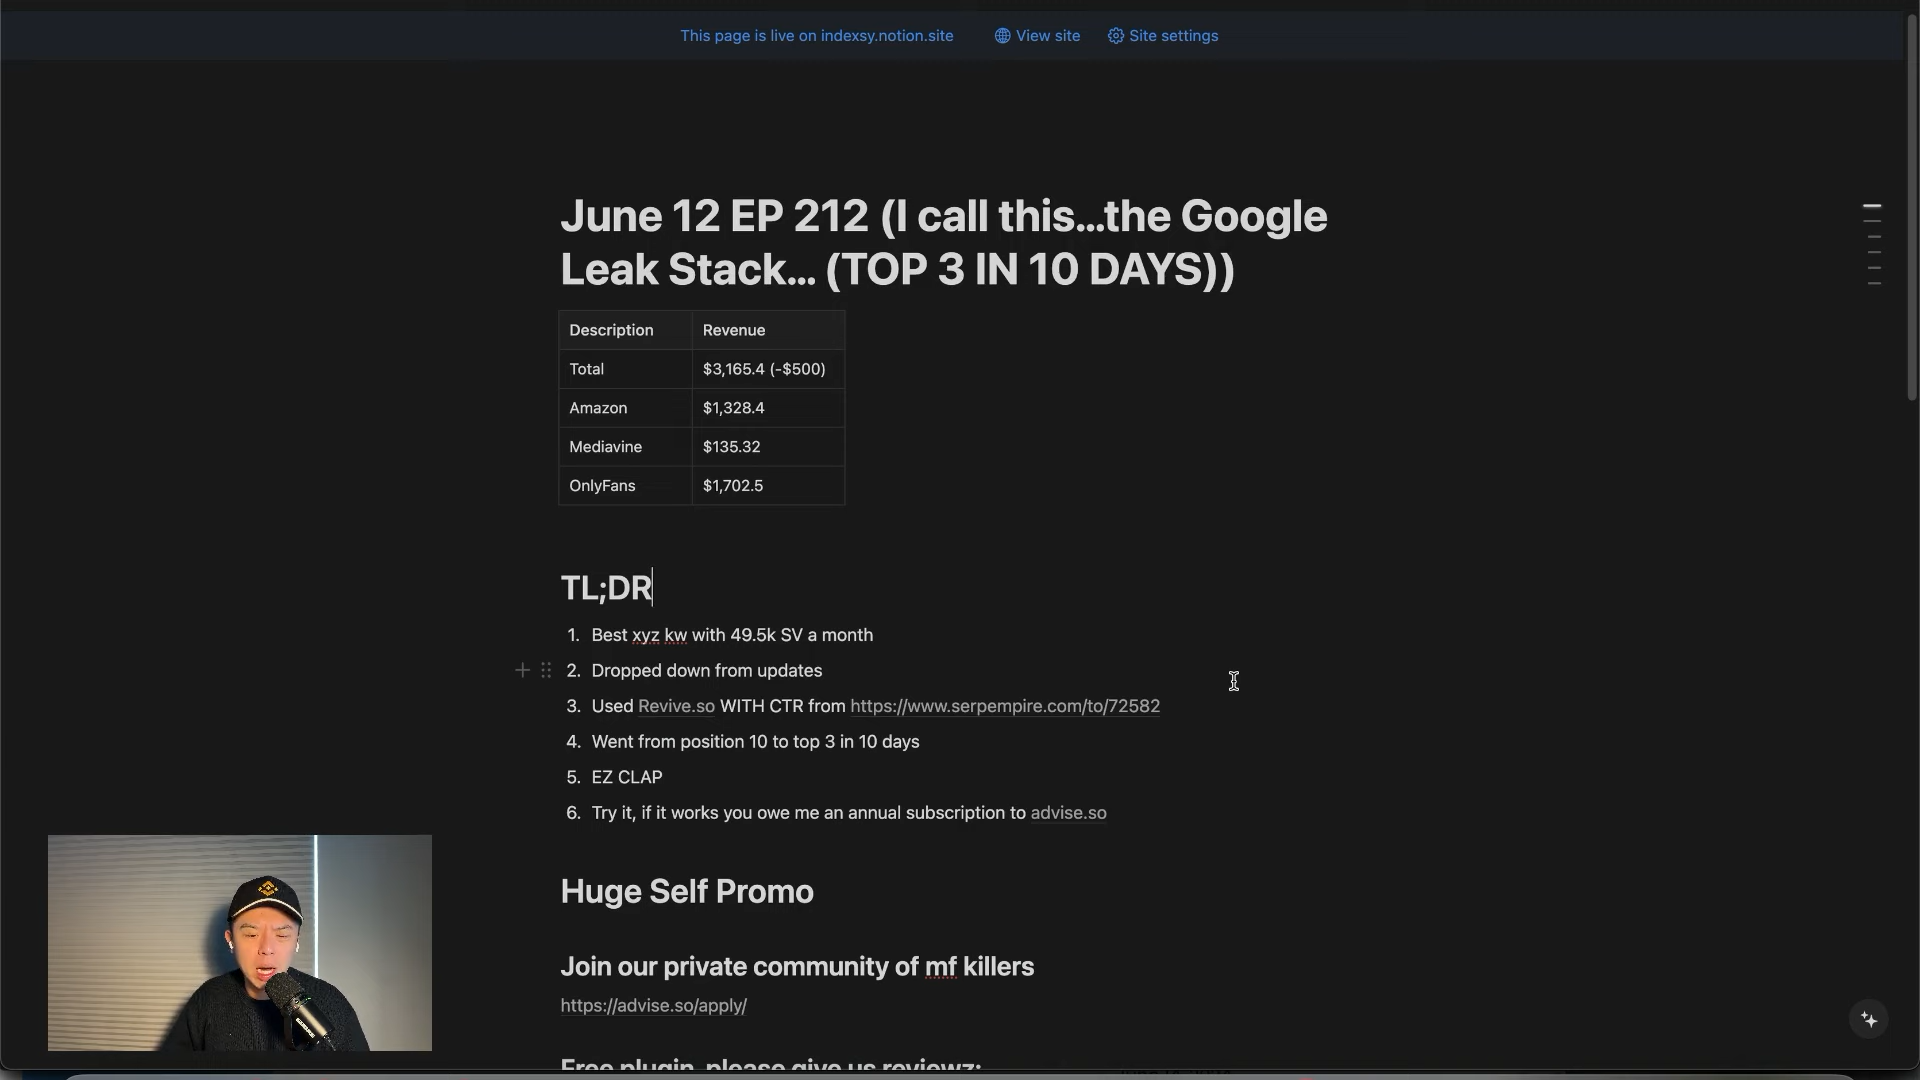 This page is live on indexsy.notion.site View site Site settings
June 12 EP 212 (I call this...the Google
Leak Stack... (TOP 3 IN 10 DAYS))
Description Revenue
Total $3,165.4 (-$500)
Amazon $1,328.4
Mediavine $135.32
OnlyFans $1,702.5
TL;DR
1. Best xyz kw with 49.5k SV a month
2. Dropped down from updates
3. Used Revive.so WITH CTR from https://www.serpempire.com/to/72582
4. Went from position 10 to top 3 in 10 days
5. EZ CLAP
6. Try it, if it works you owe me an annual subscription to advise.so
Huge Self Promo
Join our private community of mf killers
https://advise.so/apply/
Free plugin, please give us reviewz: